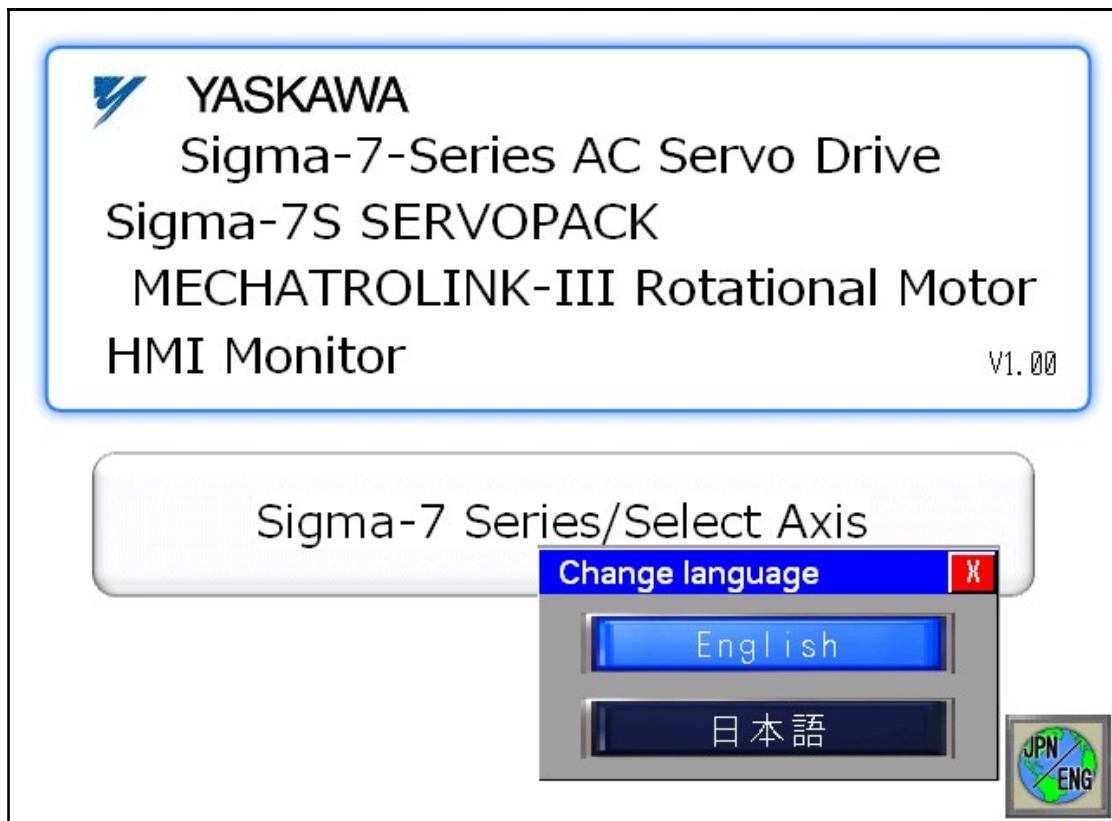 YASKAWA
Sigma-7-Series AC Servo Drive
Sigma-7S SERVOPACK
MECHATROLINK-III Rotational Motor
HMI Monitor
V1.00
Sigma-7 Series/Select Axis
Change language
X
English
日本語
JPN
ENG